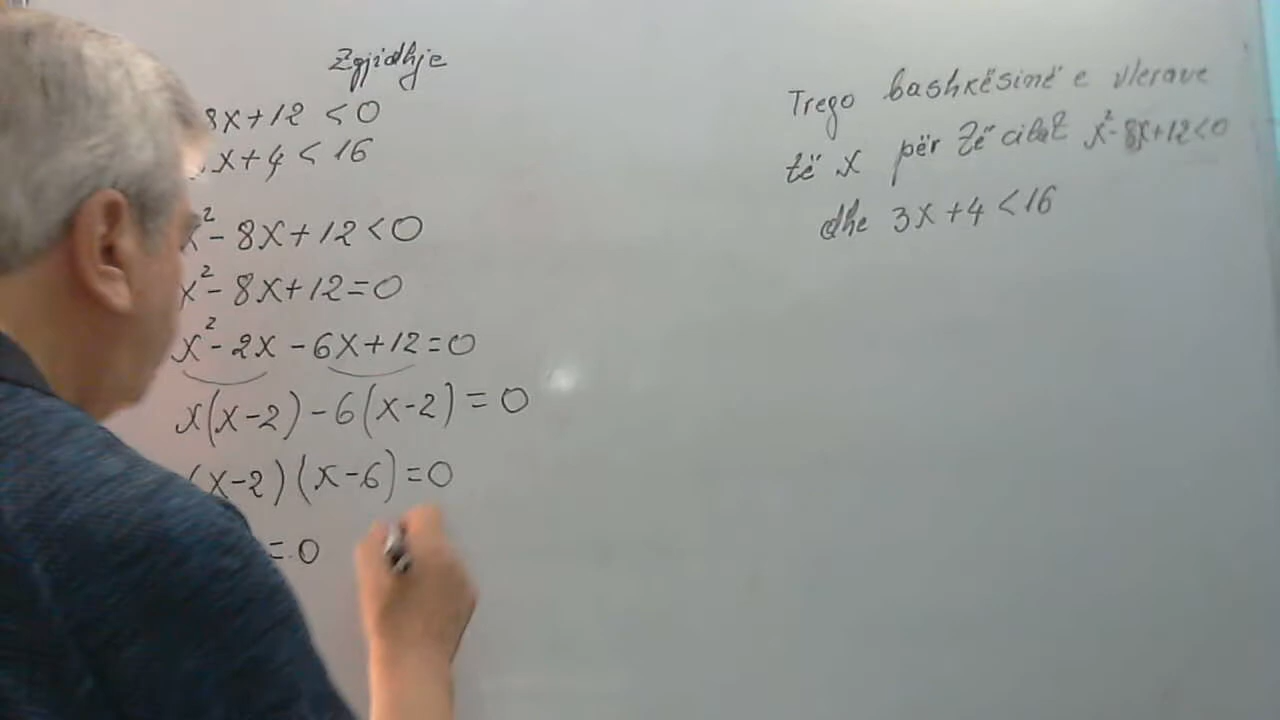 Zgjidhje
8x+12 < 0
x+4 < 16
x² - 8x+12 < 0
x² - 8x+12 = 0
x² - 2x - 6x+12 = 0
x(x-2) - 6(x-2) = 0
(x-2)(x-6) = 0
= 0
Trego bashkësinë e vlerave
të x për të cilat x² - 8x+12 < 0
dhe 3x+4 < 16